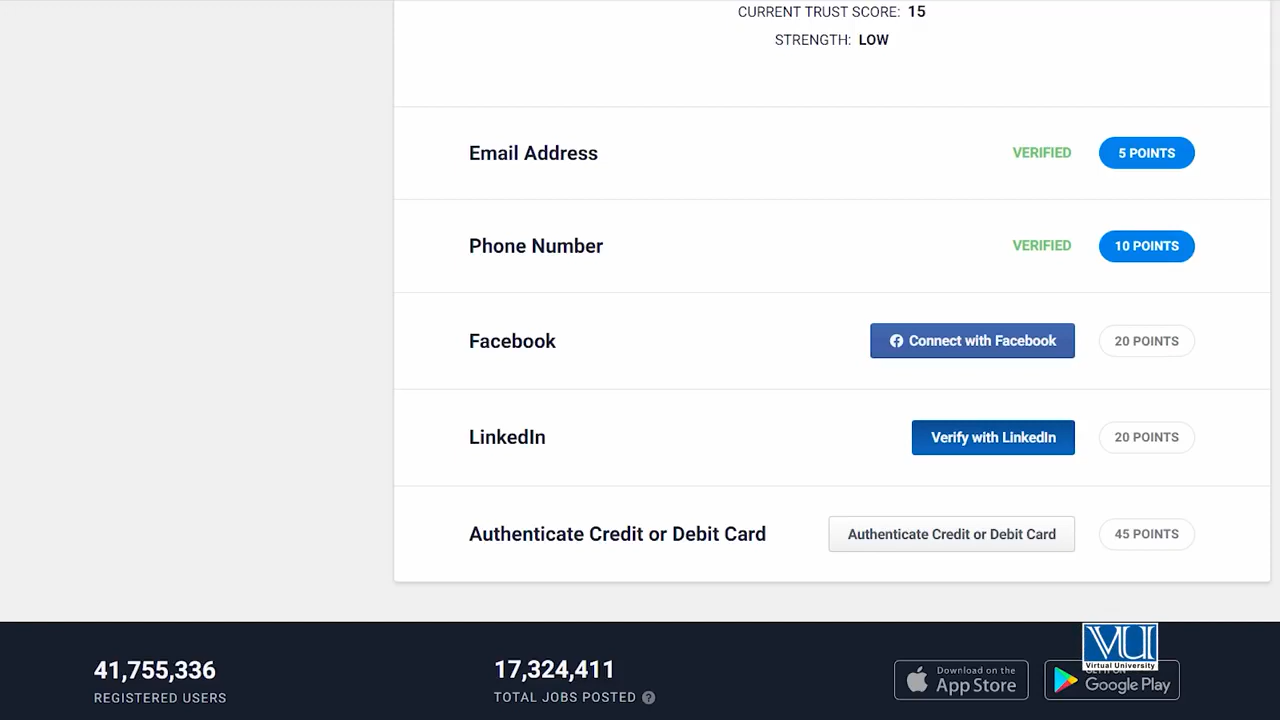 CURRENT TRUST SCORE: 15
STRENGTH: LOW
Email Address VERIFIED 5 POINTS
Phone Number VERIFIED 10 POINTS
Facebook Connect with Facebook 20 POINTS
LinkedIn Verify with LinkedIn 20 POINTS
Authenticate Credit or Debit Card Authenticate Credit or Debit Card 45 POINTS
41,755,336
REGISTERED USERS
17,324,411
TOTAL JOBS POSTED ?
Download on the
App Store
VU
Virtual University
Google Play